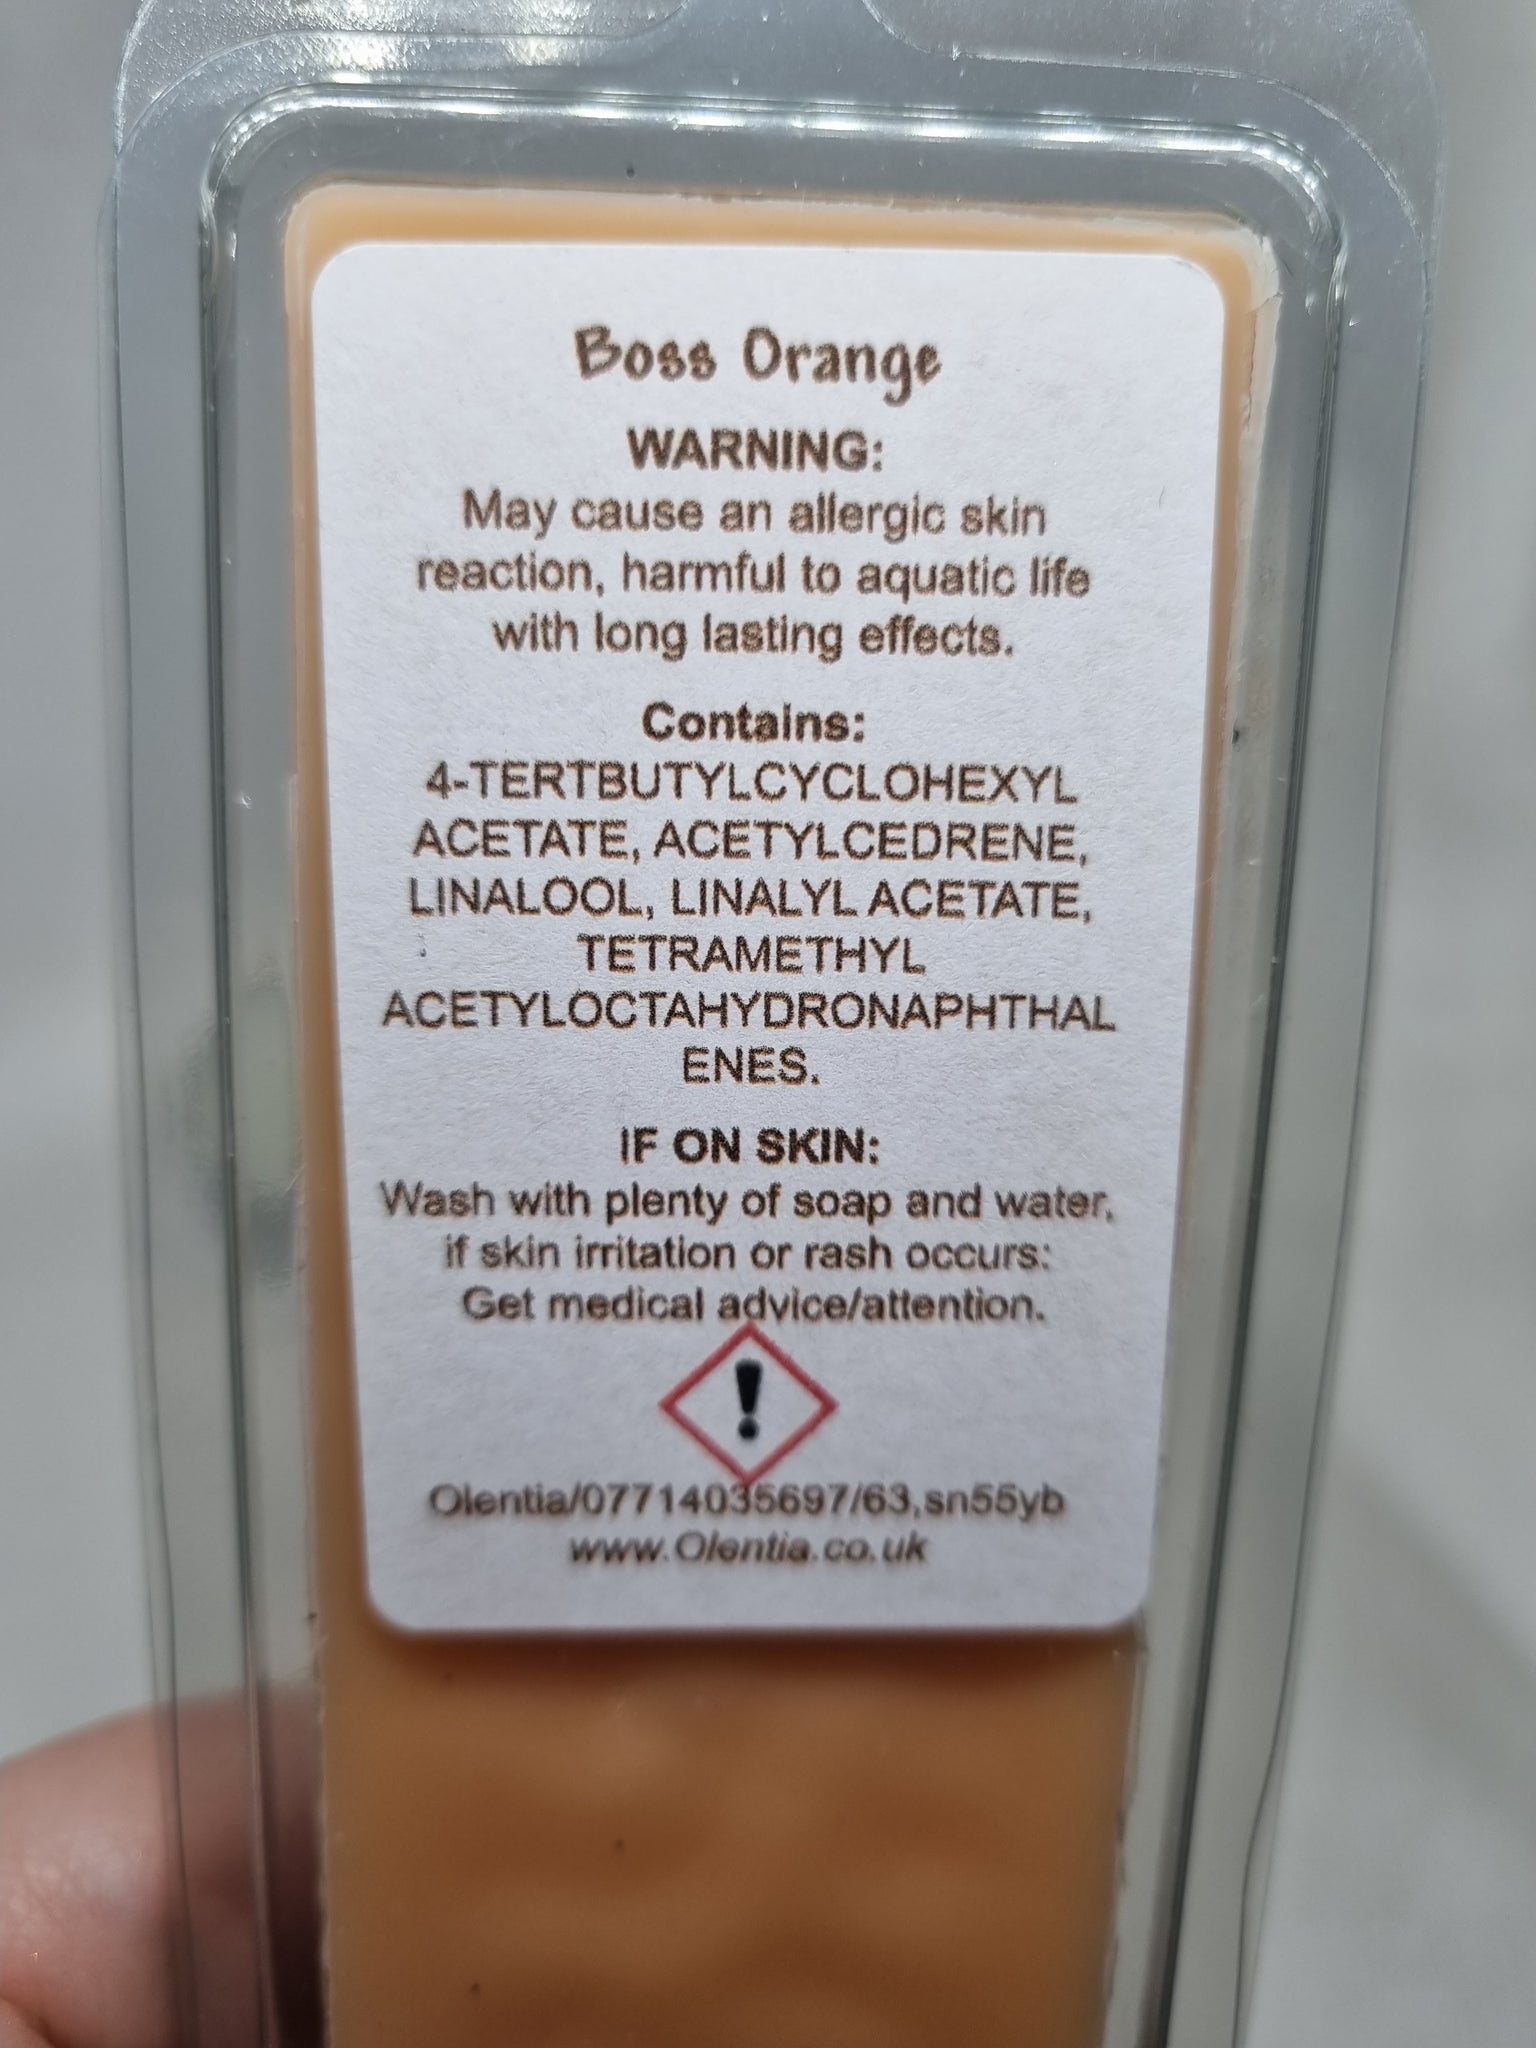 Boss Orange
WARNING:
May cause an allergic skin
reaction, harmful to aquatic life
with long lasting effects.
Contains:
4-TERTBUTYLCYCLOHEXYL
ACETATE, ACETYLCEDRENE,
LINALOOL, LINALYL ACETATE,
TETRAMETHYL
ACETYLOCTAHYDRONAPHTHAL
ENES.
IF ON SKIN:
Wash with plenty of soap and water,
if skin irritation or rash occurs:
Get medical advice/attention.
!
Olentia/07714035697/63,sn55yb
www.Olentia.co.uk